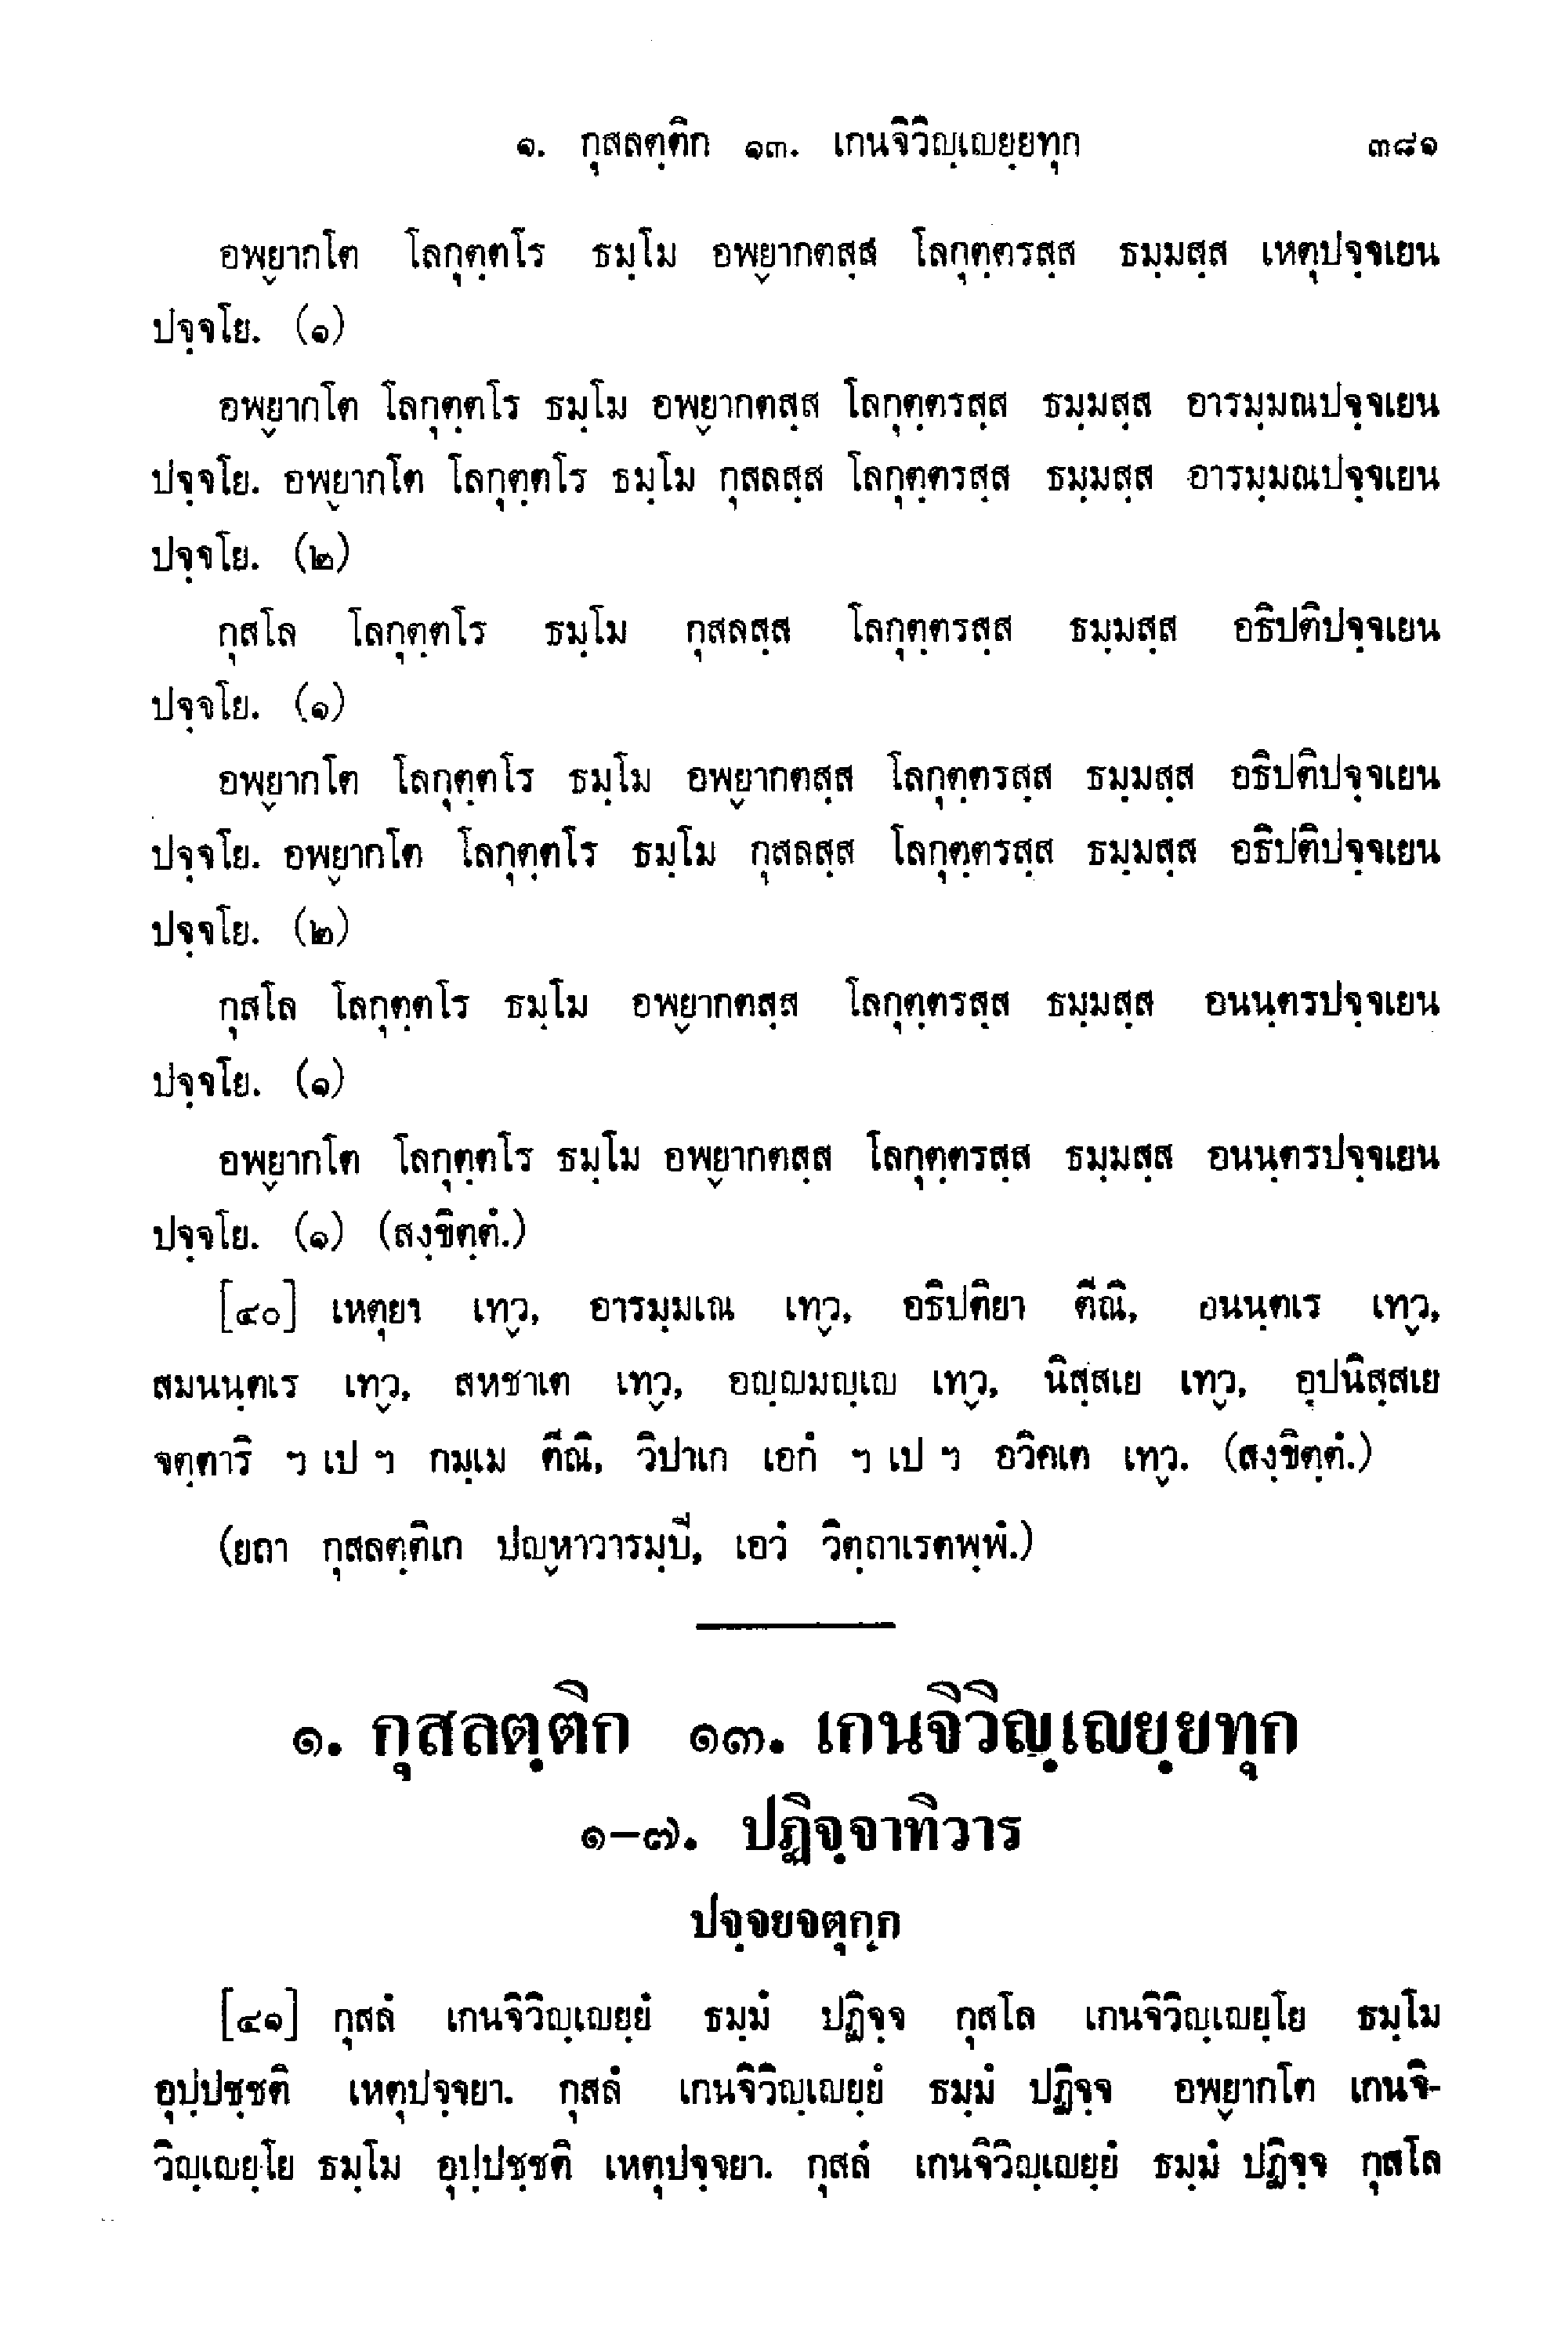 ๑. กุสลตฺติก ๑๓. เกนจิวิญฺเญยฺยทุก ๓๘๑
อพฺยากโต โลกุตฺตโร ธมฺโม อพฺยากตสฺส โลกุตฺตรสฺส ธมฺมสฺส เหตุปจฺจเยน
ปจฺจโย. (๑)
อพฺยากโต โลกุตฺตโร ธมฺโม อพฺยากตสฺส โลกุตฺตรสฺส ธมฺมสฺส อารมฺมณปจฺจเยน
ปจฺจโย. อพฺยากโต โลกุตฺตโร ธมฺโม กุสลสฺส โลกุตฺตรสฺส ธมฺมสฺส อารมฺมณปจฺจเยน
ปจฺจโย. (๒)
กุสโล โลกุตฺตโร ธมฺโม กุสลสฺส โลกุตฺตรสฺส ธมฺมสฺส อธิปติปจฺจเยน
ปจฺจโย. (๑)
อพฺยากโต โลกุตฺตโร ธมฺโม อพฺยากตสฺส โลกุตฺตรสฺส ธมฺมสฺส อธิปติปจฺจเยน
ปจฺจโย. อพฺยากโต โลกุตฺตโร ธมฺโม กุสลสฺส โลกุตฺตรสฺส ธมฺมสฺส อธิปติปจฺจเยน
ปจฺจโย. (๒)
กุสโล โลกุตฺตโร ธมฺโม อพฺยากตสฺส โลกุตฺตรสฺส ธมฺมสฺส อนนฺตรปจฺจเยน
ปจฺจโย. (๑)
อพฺยากโต โลกุตฺตโร ธมฺโม อพฺยากตสฺส โลกุตฺตรสฺส ธมฺมสฺส อนนฺตรปจฺจเยน
ปจฺจโย. (๑) (สงฺขิตฺตํ.)
[๔๐] เหตุยา เทฺว, อารมฺมเณ เทฺว, อธิปติยา ตีณิ, อนนฺตเร เทฺว,
สมนนฺตเร เทฺว, สหชาเต เทฺว, อญฺญมญฺเญ เทฺว, นิสฺสเย เทฺว, อุปนิสฺสเย
จตฺตาริ ฯ เป ฯ กมฺเม ตีณิ, วิปาเก เอกํ ฯ เป ฯ อวิคเต เทฺว. (สงฺขิตฺตํ.)
(ยถา กุสลตฺติเก ปญฺหาวารมฺปี, เอวํ วิตฺถาเรตพฺพํ.)
๑. กุสลตฺติก ๑๓. เกนจิวิญฺเญยฺยทุก
๑–๗. ปฏิจฺจาทิวาร
ปจฺจยจตุกฺก
[๔๑] กุสลํ เกนจิวิญฺเญยฺยํ ธมฺมํ ปฏิจฺจ กุสโล เกนจิวิญฺเญยฺโย ธมฺโม
อุปฺปชฺชติ เหตุปจฺจยา. กุสลํ เกนจิวิญฺเญยฺยํ ธมฺมํ ปฏิจฺจ อพฺยากโต เกนจิ-
วิญฺเญยฺโย ธมฺโม อุปฺปชฺชติ เหตุปจฺจยา. กุสลํ เกนจิวิญฺเญยฺยํ ธมฺมํ ปฏิจฺจ กุสโล